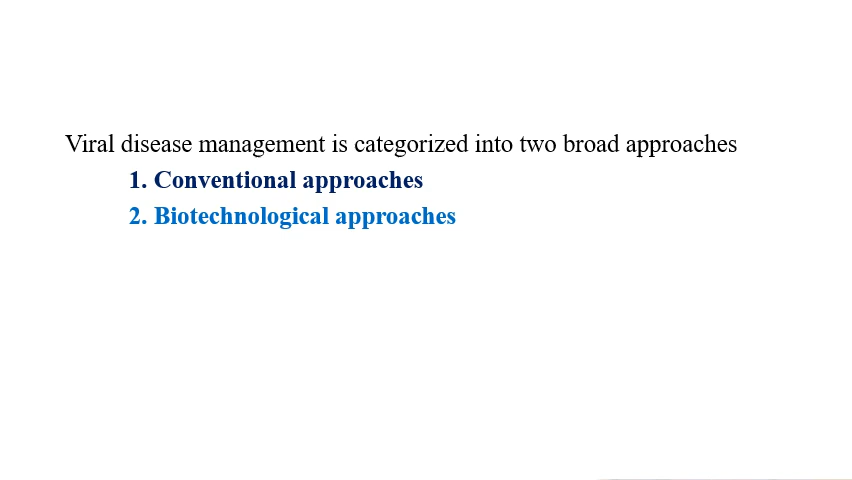 Viral disease management is categorized into two broad approaches
1. Conventional approaches
2. Biotechnological approaches